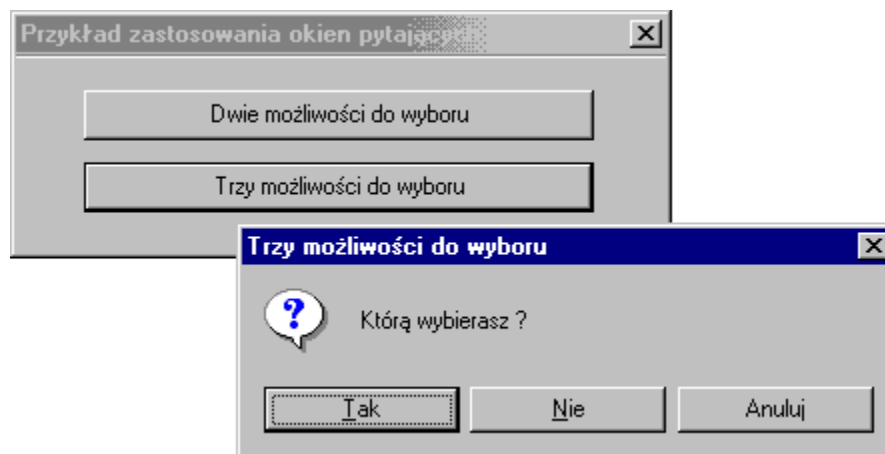 Przykład zastosowania okien pytających
Dwie możliwości do wyboru
Trzy możliwości do wyboru
Trzy możliwości do wyboru
Którą wybierasz ?
Tak
Nie
Anuluj